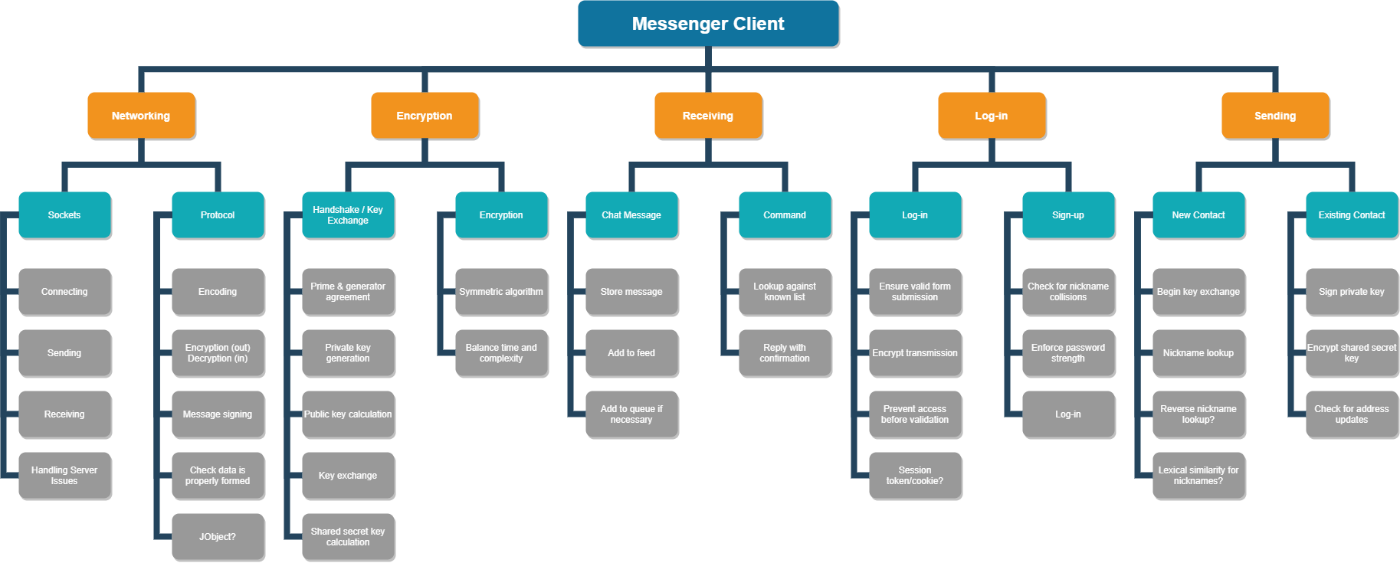 Messenger Client
Networking
Encryption
Receiving
Log-in
Sending
Sockets
Protocol
Handshake / Key
Exchange
Encryption
Chat Message
Command
Log-in
Sign-up
New Contact
Existing Contact
Connecting
Encoding
Prime & generator
agreement
Symmetric algorithm
Store message
Lookup against
known list
Ensure valid form
submission
Check for nickname
collisions
Begin key exchange
Sign private key
Sending
Encryption (out)
Decryption (in)
Private key
generation
Balance time and
complexity
Add to feed
Reply with
confirmation
Encrypt transmission
Enforce password
strength
Nickname lookup
Encrypt shared secret
key
Receiving
Message signing
Public key calculation
Add to queue if
necessary
Prevent access
before validation
Log-in
Reverse nickname
lookup?
Check for address
updates
Handling Server
Issues
Check data is
properly formed
Key exchange
Session
token/cookie?
Lexical similarity for
nicknames?
JObject?
Shared secret key
calculation